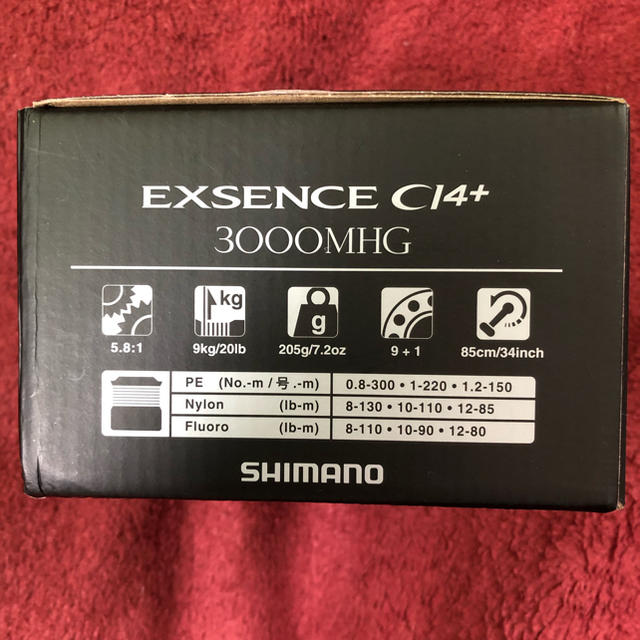 EXSENCE CI4+
3000MHG
kg
g
5.8:1 9kg/20lb 205g/7.2oz 9 + 1 85cm/34inch
PE (No.-m / 号.-m) 0.8-300 • 1-220 • 1.2-150
Nylon (lb-m) 8-130 • 10-110 • 12-85
Fluoro (lb-m) 8-110 • 10-90 • 12-80
SHIMANO